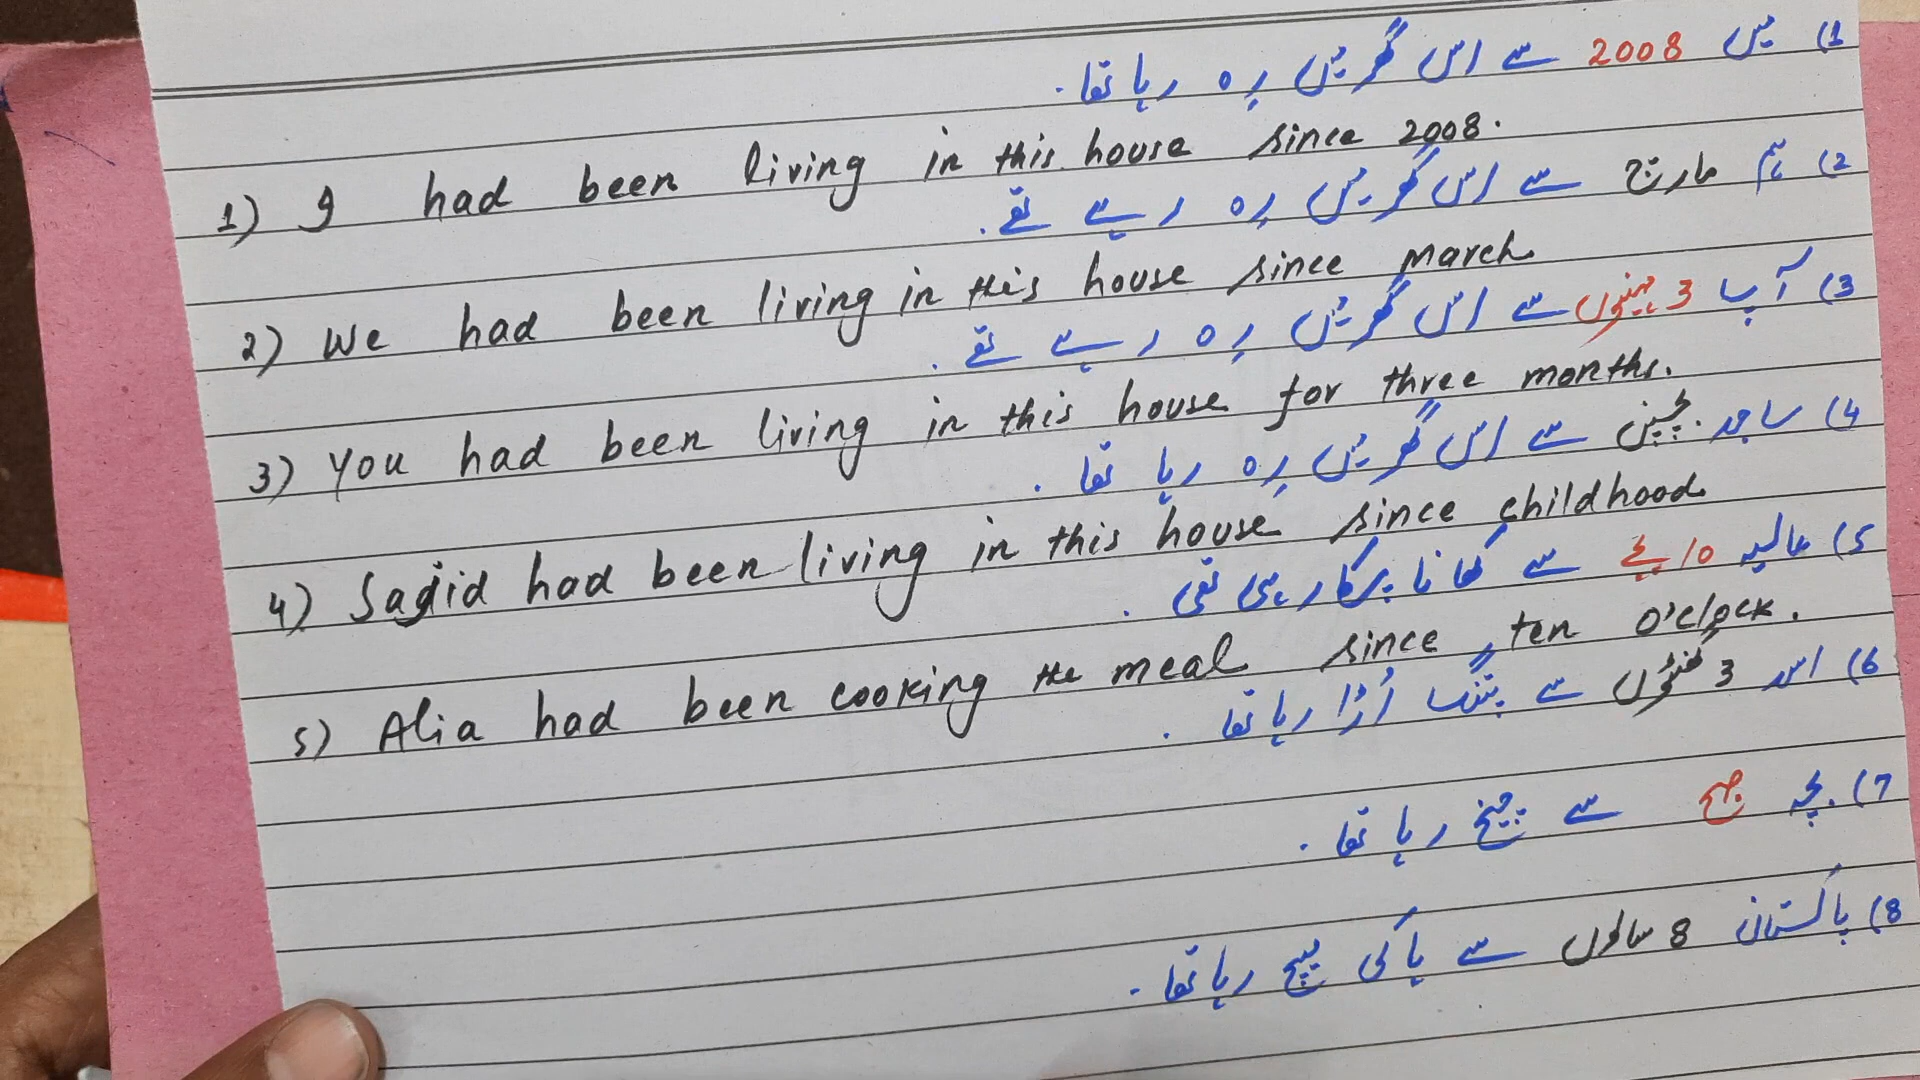 1) میں 2008 سے اس گھر میں رہ رہا تھا۔
1) I had been living in this house since 2008.
2) ہم مارچ سے اس گھر میں رہ رہے تھے۔
2) We had been living in this house since march.
3) آپ 3 مہینوں سے اس گھر میں رہ رہے تھے۔
3) You had been living in this house for three months.
4) ساجد بچپن سے اس گھر میں رہ رہا تھا۔
4) Sajid had been living in this house since childhood.
5) عالیہ 10 بجے سے کھانا پکا رہی تھی۔
5) Alia had been cooking the meal since ten o'clock.
6) اسد 3 گھنٹوں سے پتنگ اُڑا رہا تھا۔
7) بچہ صبح سے چیخ رہا تھا۔
8) پاکستان 8 سالوں سے ہاکی میچ رہا تھا۔